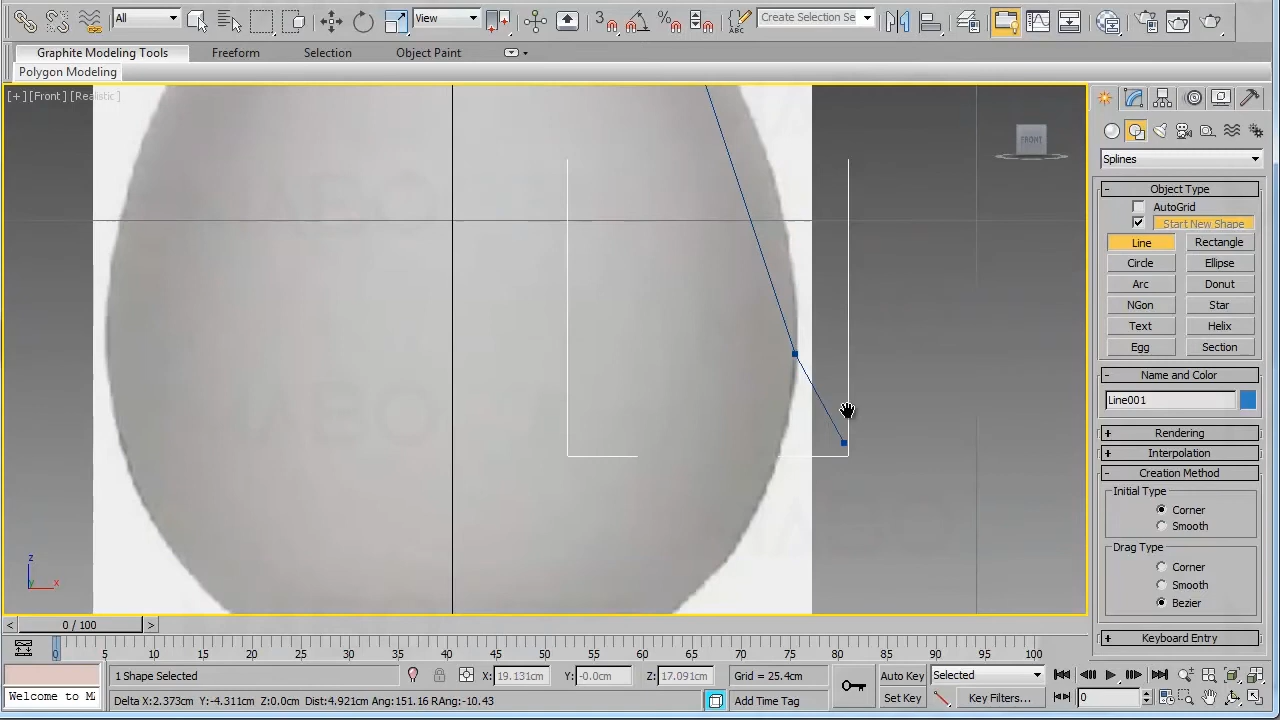 All
View
Create Selection Se
ABC
Graphite Modeling Tools
Freeform
Selection
Object Paint
Polygon Modeling
[+] [Front] [Realistic]
FRONT
z
y
x
Splines
- Object Type
AutoGrid
Start New Shape
Line
Rectangle
Circle
Ellipse
Arc
Donut
NGon
Star
Text
Helix
Egg
Section
- Name and Color
Line001
+ Rendering
+ Interpolation
- Creation Method
Initial Type
Corner
Smooth
Drag Type
Corner
Smooth
Bezier
+ Keyboard Entry
< 0 / 100 >
0 5 10 15 20 25 30 35 40 45 50 55 60 65 70 75 80 85 90 95 100
Welcome to MA
1 Shape Selected
X: 19.131cm Y: -0.0cm Z: 17.091cm
Grid = 25.4cm
Delta X:2.373cm Y:-4.311cm Z:0.0cm Dist:4.921cm Ang:151.16 RAng:-10.43
Add Time Tag
Auto Key
Selected
Set Key
Key Filters...
0